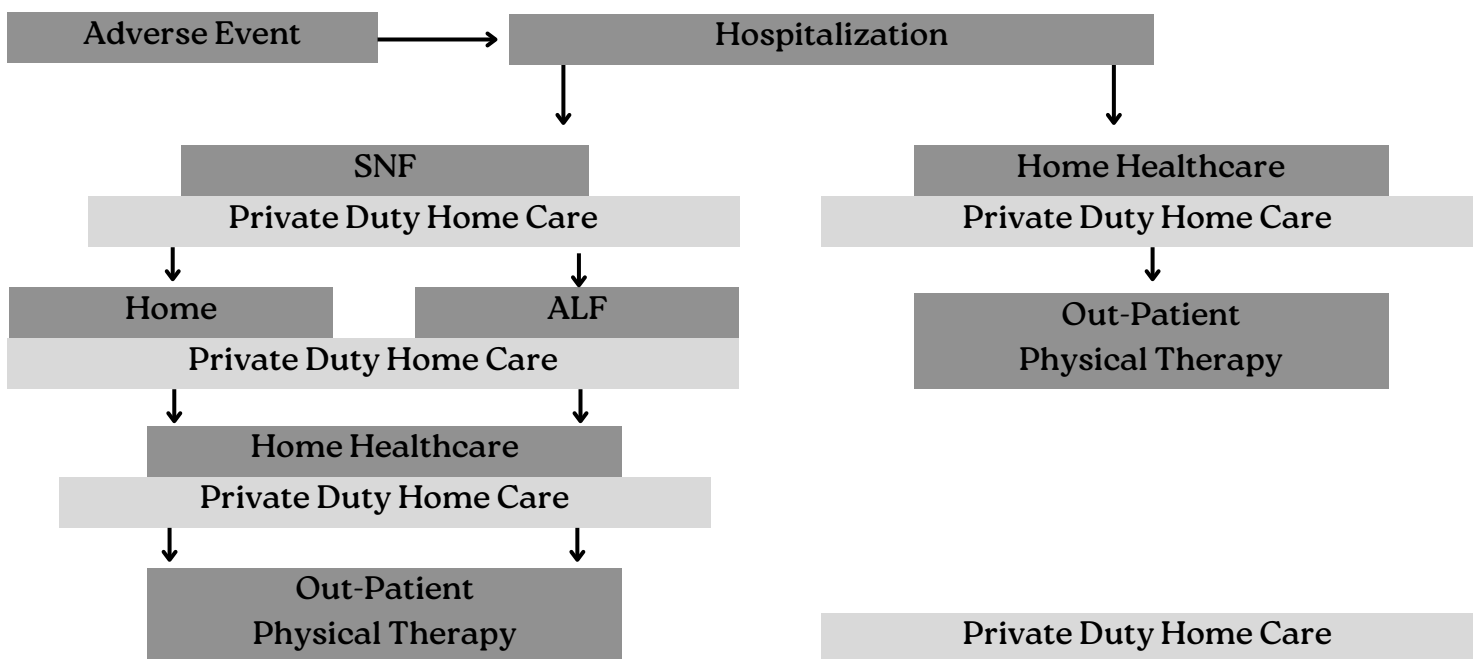 Adverse Event
Hospitalization
SNF
Private Duty Home Care
Home Healthcare
Private Duty Home Care
Home
ALF
Private Duty Home Care
Out-Patient
Physical Therapy
Home Healthcare
Private Duty Home Care
Out-Patient
Physical Therapy
Private Duty Home Care